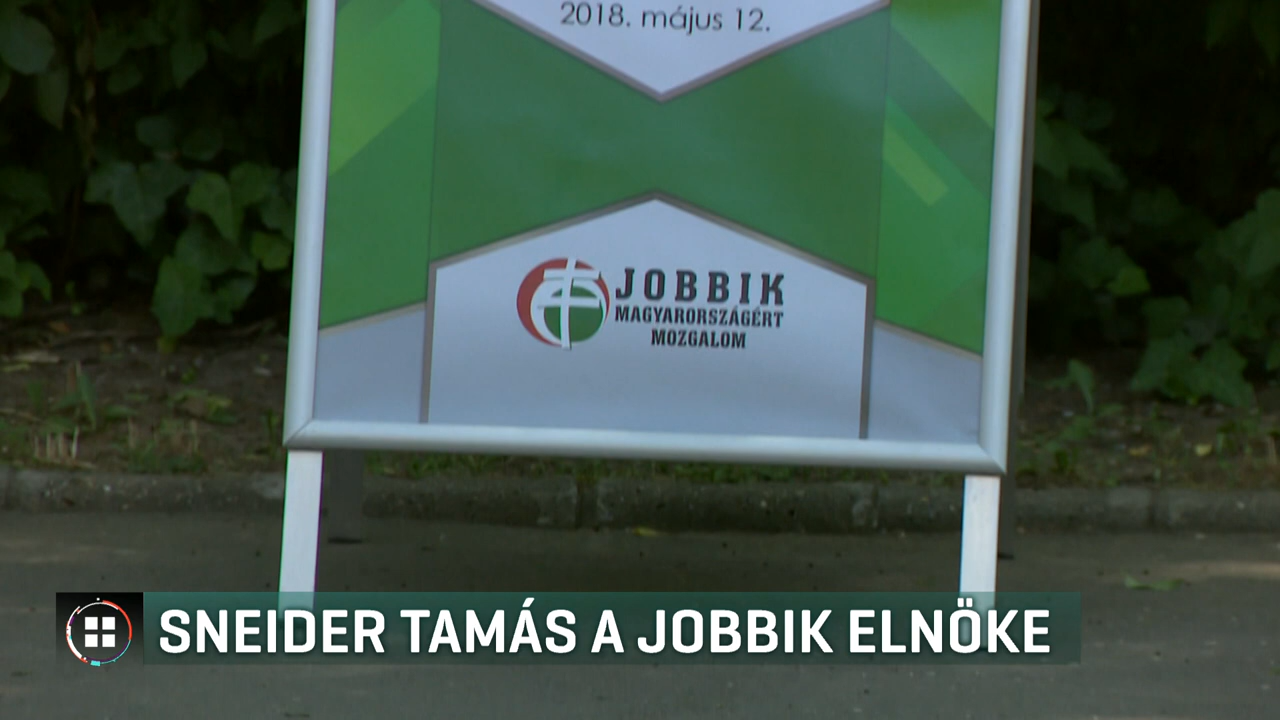 2018. május 12.
JOBBIK
MAGYARORSZÁGÉRT
MOZGALOM
SNEIDER TAMÁS A JOBBIK ELNÖKE